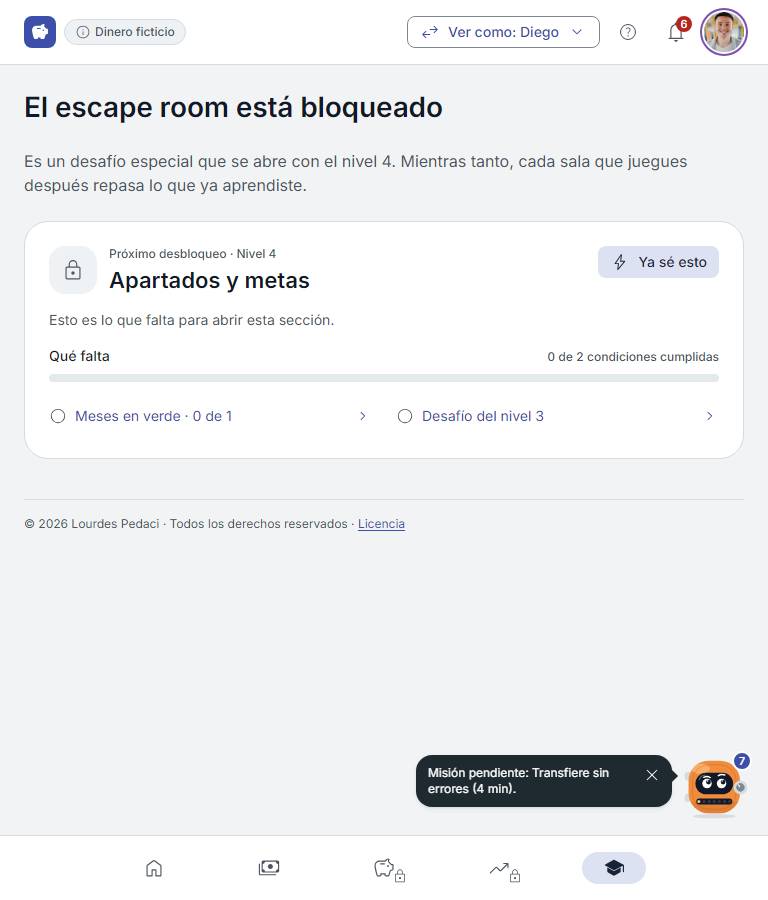 Dinero ficticio
Ver como: Diego
6
El escape room está bloqueado
Es un desafío especial que se abre con el nivel 4. Mientras tanto, cada sala que juegues
después repasa lo que ya aprendiste.
Próximo desbloqueo · Nivel 4
Apartados y metas
Ya sé esto
Esto es lo que falta para abrir esta sección.
Qué falta
0 de 2 condiciones cumplidas
Meses en verde · 0 de 1
Desafío del nivel 3
© 2026 Lourdes Pedaci · Todos los derechos reservados · Licencia
Misión pendiente: Transfiere sin
errores (4 min).
7